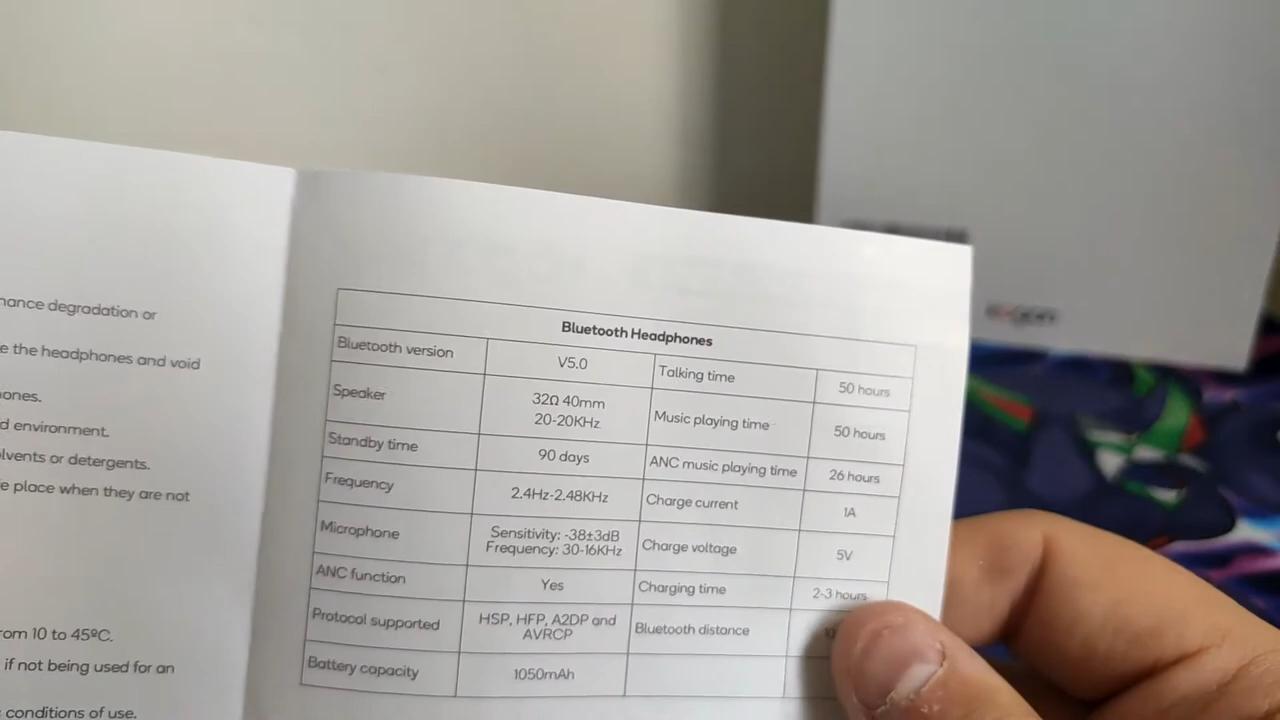 nance degradation or
e the headphones and void
ones.
d environment.
lvents or detergents.
e place when they are not
rom 10 to 45ºC.
if not being used for an
conditions of use.
Bluetooth Headphones
Bluetooth version V5.0 Talking time 50 hours
Speaker 32Ω 40mm
20-20KHz Music playing time 50 hours
Standby time 90 days ANC music playing time 26 hours
Frequency 2.4Hz-2.48KHz Charge current 1A
Microphone Sensitivity: -38±3dB
Frequency: 30-16KHz Charge voltage 5V
ANC function Yes Charging time 2-3 hours
Protocol supported HSP, HFP, A2DP and
AVRCP Bluetooth distance
Battery capacity 1050mAh